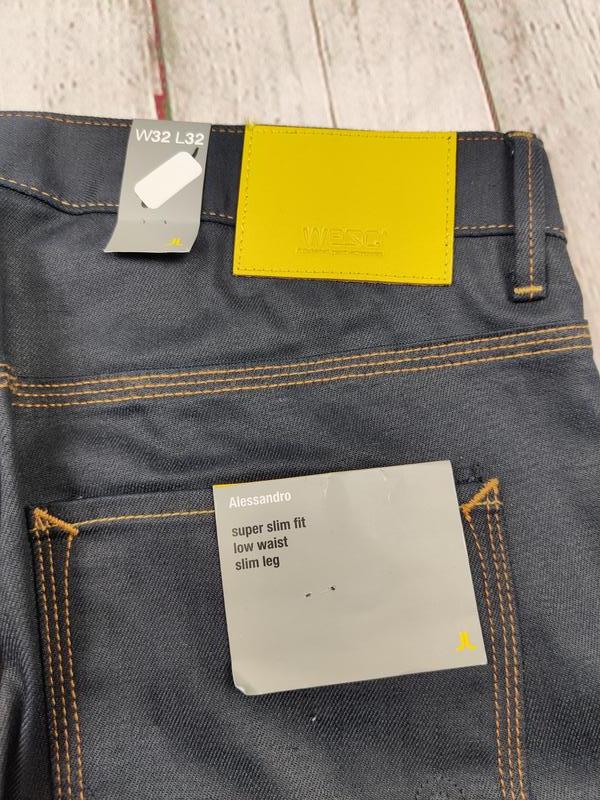 W32 L32
WeSC
Alessandro
super slim fit
low waist
slim leg